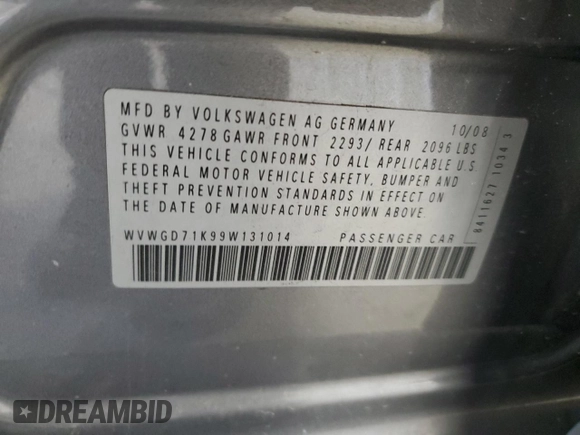 MFD BY VOLKSWAGEN AG GERMANY 10/08
GVWR 4278 GAWR FRONT 2293/ REAR 2096 LBS
THIS VEHICLE CONFORMS TO ALL APPLICABLE U.S.
FEDERAL MOTOR VEHICLE SAFETY, BUMPER AND
THEFT PREVENTION STANDARDS IN EFFECT ON
THE DATE OF MANUFACTURE SHOWN ABOVE.
WVWGD71K99W131014 PASSENGER CAR
8411627 1034 3
DREAMBID